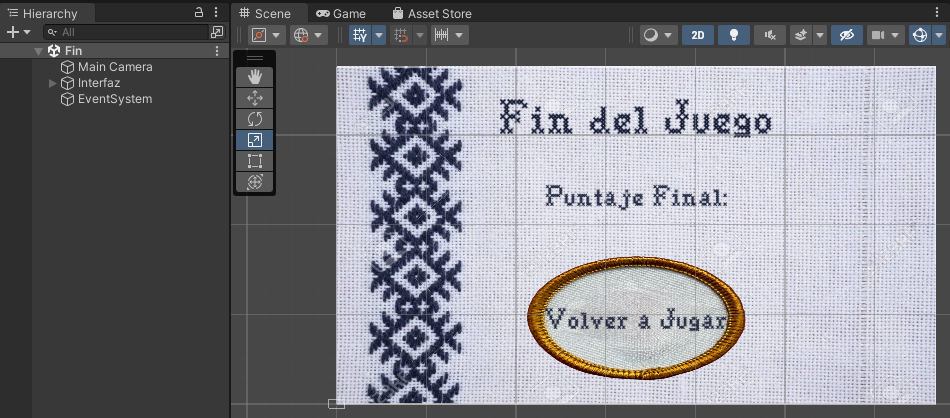 Hierarchy
All
Fin
Main Camera
Interfaz
EventSystem
Scene
Game
Asset Store
2D
Fin del Juego
Puntaje Final:
Volver a Jugar